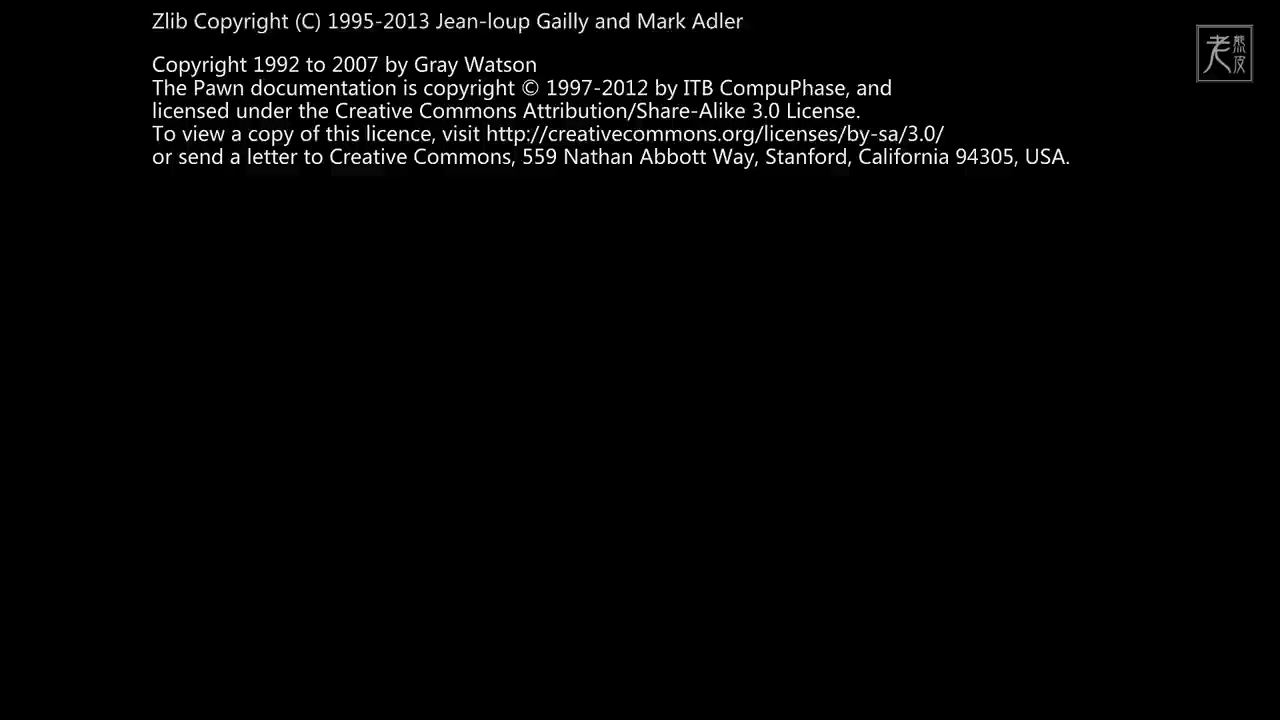 Zlib Copyright (C) 1995-2013 Jean-loup Gailly and Mark Adler
Copyright 1992 to 2007 by Gray Watson
The Pawn documentation is copyright © 1997-2012 by ITB CompuPhase, and
licensed under the Creative Commons Attribution/Share-Alike 3.0 License.
To view a copy of this licence, visit http://creativecommons.org/licenses/by-sa/3.0/
or send a letter to Creative Commons, 559 Nathan Abbott Way, Stanford, California 94305, USA.
老熊夜